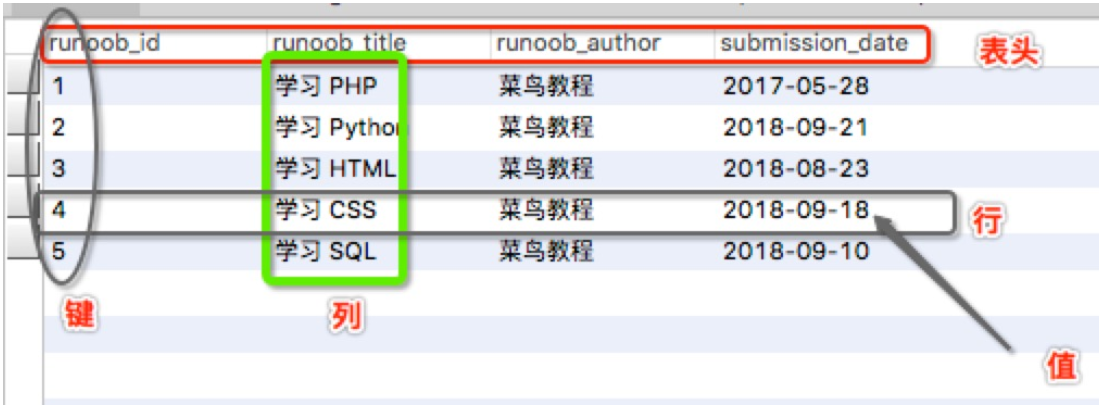 runoob_id runoob_title runoob_author submission_date 表头
1 学习 PHP 菜鸟教程 2017-05-28
2 学习 Python 菜鸟教程 2018-09-21
3 学习 HTML 菜鸟教程 2018-08-23
4 学习 CSS 菜鸟教程 2018-09-18 行
5 学习 SQL 菜鸟教程 2018-09-10
键 列
值